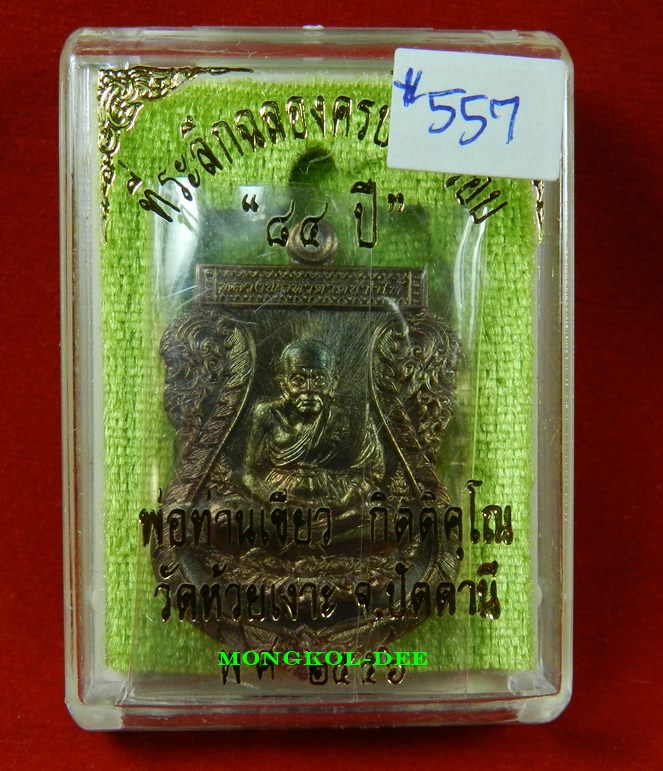 #557
ที่ระลึกฉลองครบ
"๘๔ ปี"
พ่อท่านเขียว กิตติคุโณ
วัดห้วยเงาะ จ.ปัตตานี
MONGKOL-DEE